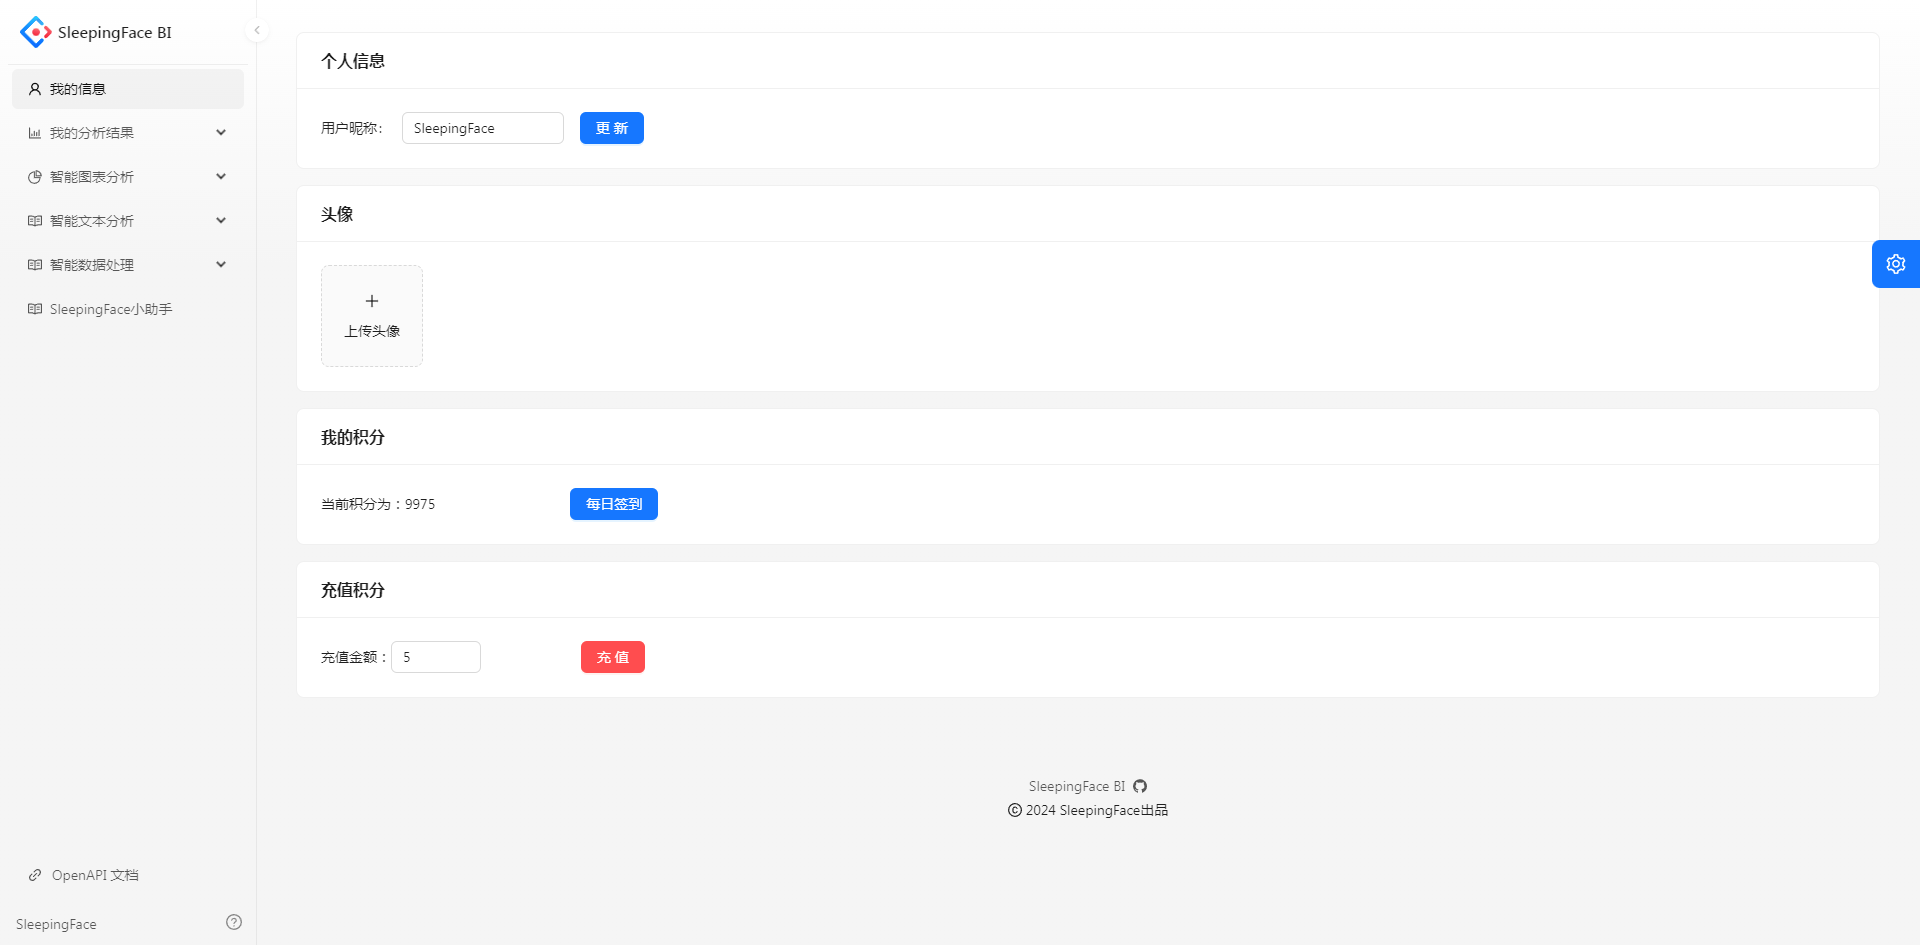 SleepingFace BI
我的信息
我的分析结果
智能图表分析
智能文本分析
智能数据处理
SleepingFace小助手
OpenAPI 文档
SleepingFace
个人信息
用户昵称: SleepingFace 更 新
头像
上传头像
我的积分
当前积分为：9975 每日签到
充值积分
充值金额： 5 充 值
SleepingFace BI
© 2024 SleepingFace出品